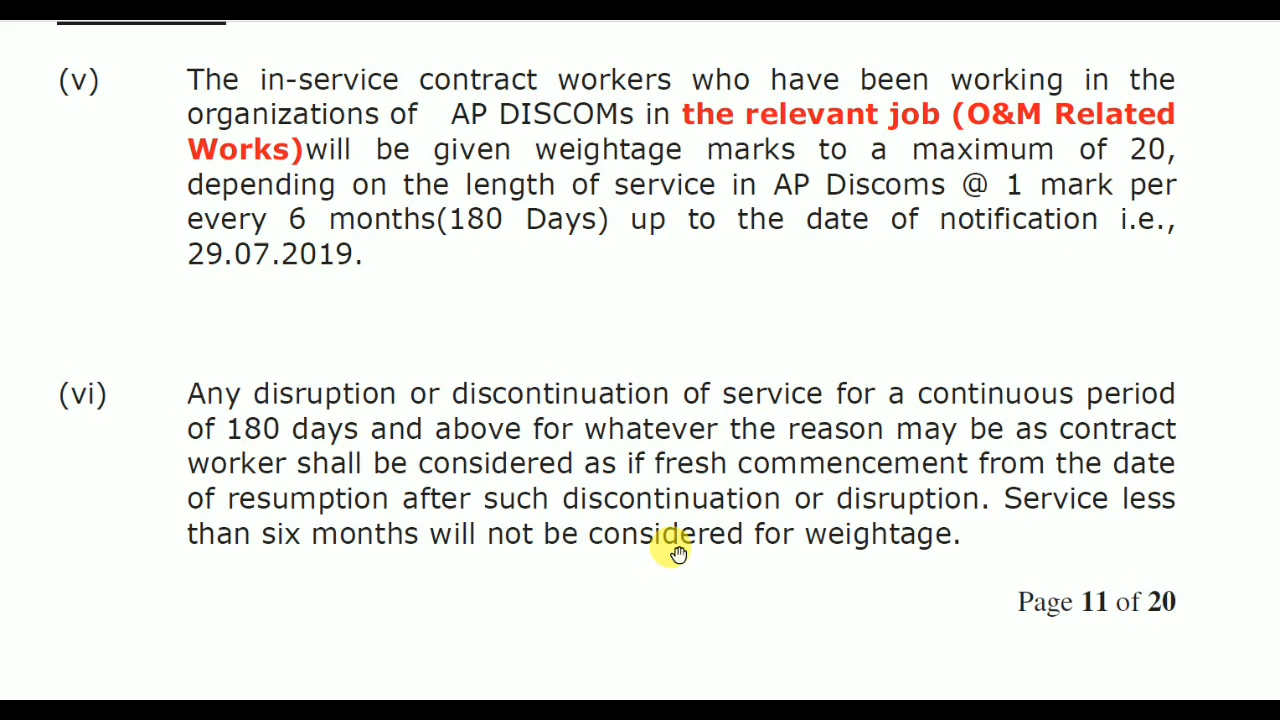 (v) The in-service contract workers who have been working in the
organizations of AP DISCOMs in the relevant job (O&M Related
Works)will be given weightage marks to a maximum of 20,
depending on the length of service in AP Discoms @ 1 mark per
every 6 months(180 Days) up to the date of notification i.e.,
29.07.2019.
(vi) Any disruption or discontinuation of service for a continuous period
of 180 days and above for whatever the reason may be as contract
worker shall be considered as if fresh commencement from the date
of resumption after such discontinuation or disruption. Service less
than six months will not be considered for weightage.
Page 11 of 20